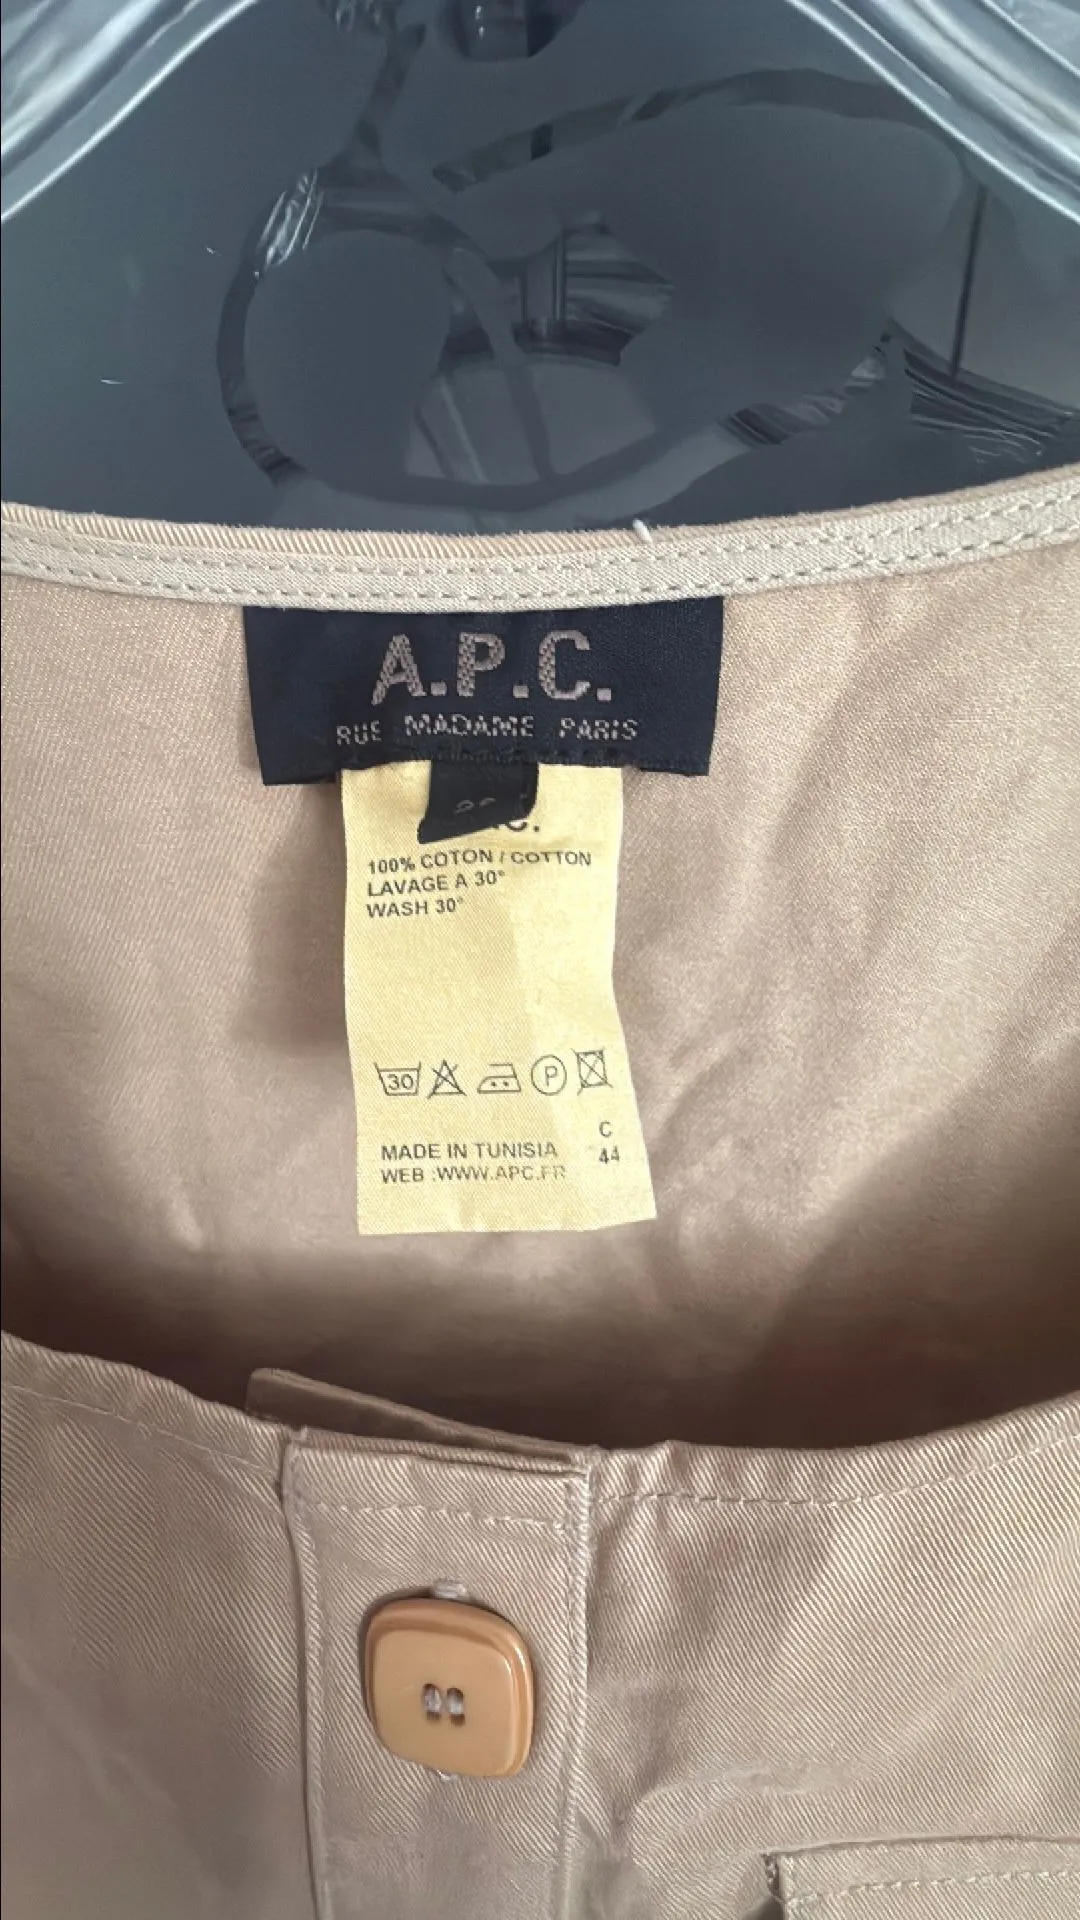 A.P.C.
RUE MADAME PARIS
100% COTON / COTTON
LAVAGE A 30°
WASH 30°
30
P
C
44
MADE IN TUNISIA
WEB :WWW.APC.FR